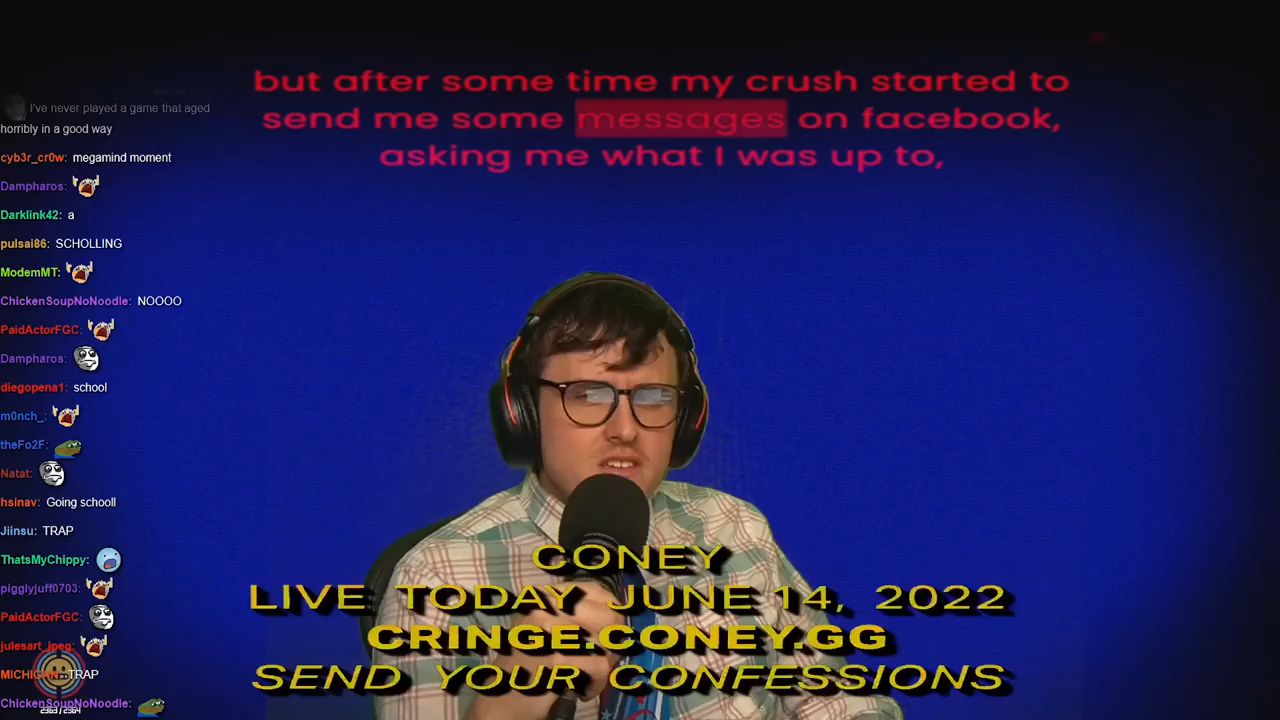 but after some time my crush started to
send me some messages on facebook,
asking me what I was up to,
I've never played a game that aged
horribly in a good way
cyb3r_cr0w: megamind moment
Dampharos:
Darklink42: a
pulsai86: SCHOLLING
ModemMT:
ChickenSoupNoNoodle: NOOOO
PaidActorFGC:
Dampharos:
diegopena1: school
m0nch_:
theFo2F:
Natat:
hsinav: Going schooll
Jiinsu: TRAP
ThatsMyChippy:
pigglyjuff0703:
PaidActorFGC:
julesart_jpeg:
TRAP
ChickenSoupNoNoodle:
2363 / 2364
CONEY
LIVE TODAY JUNE 14, 2022
CRINGE.CONEY.GG
SEND YOUR CONFESSIONS